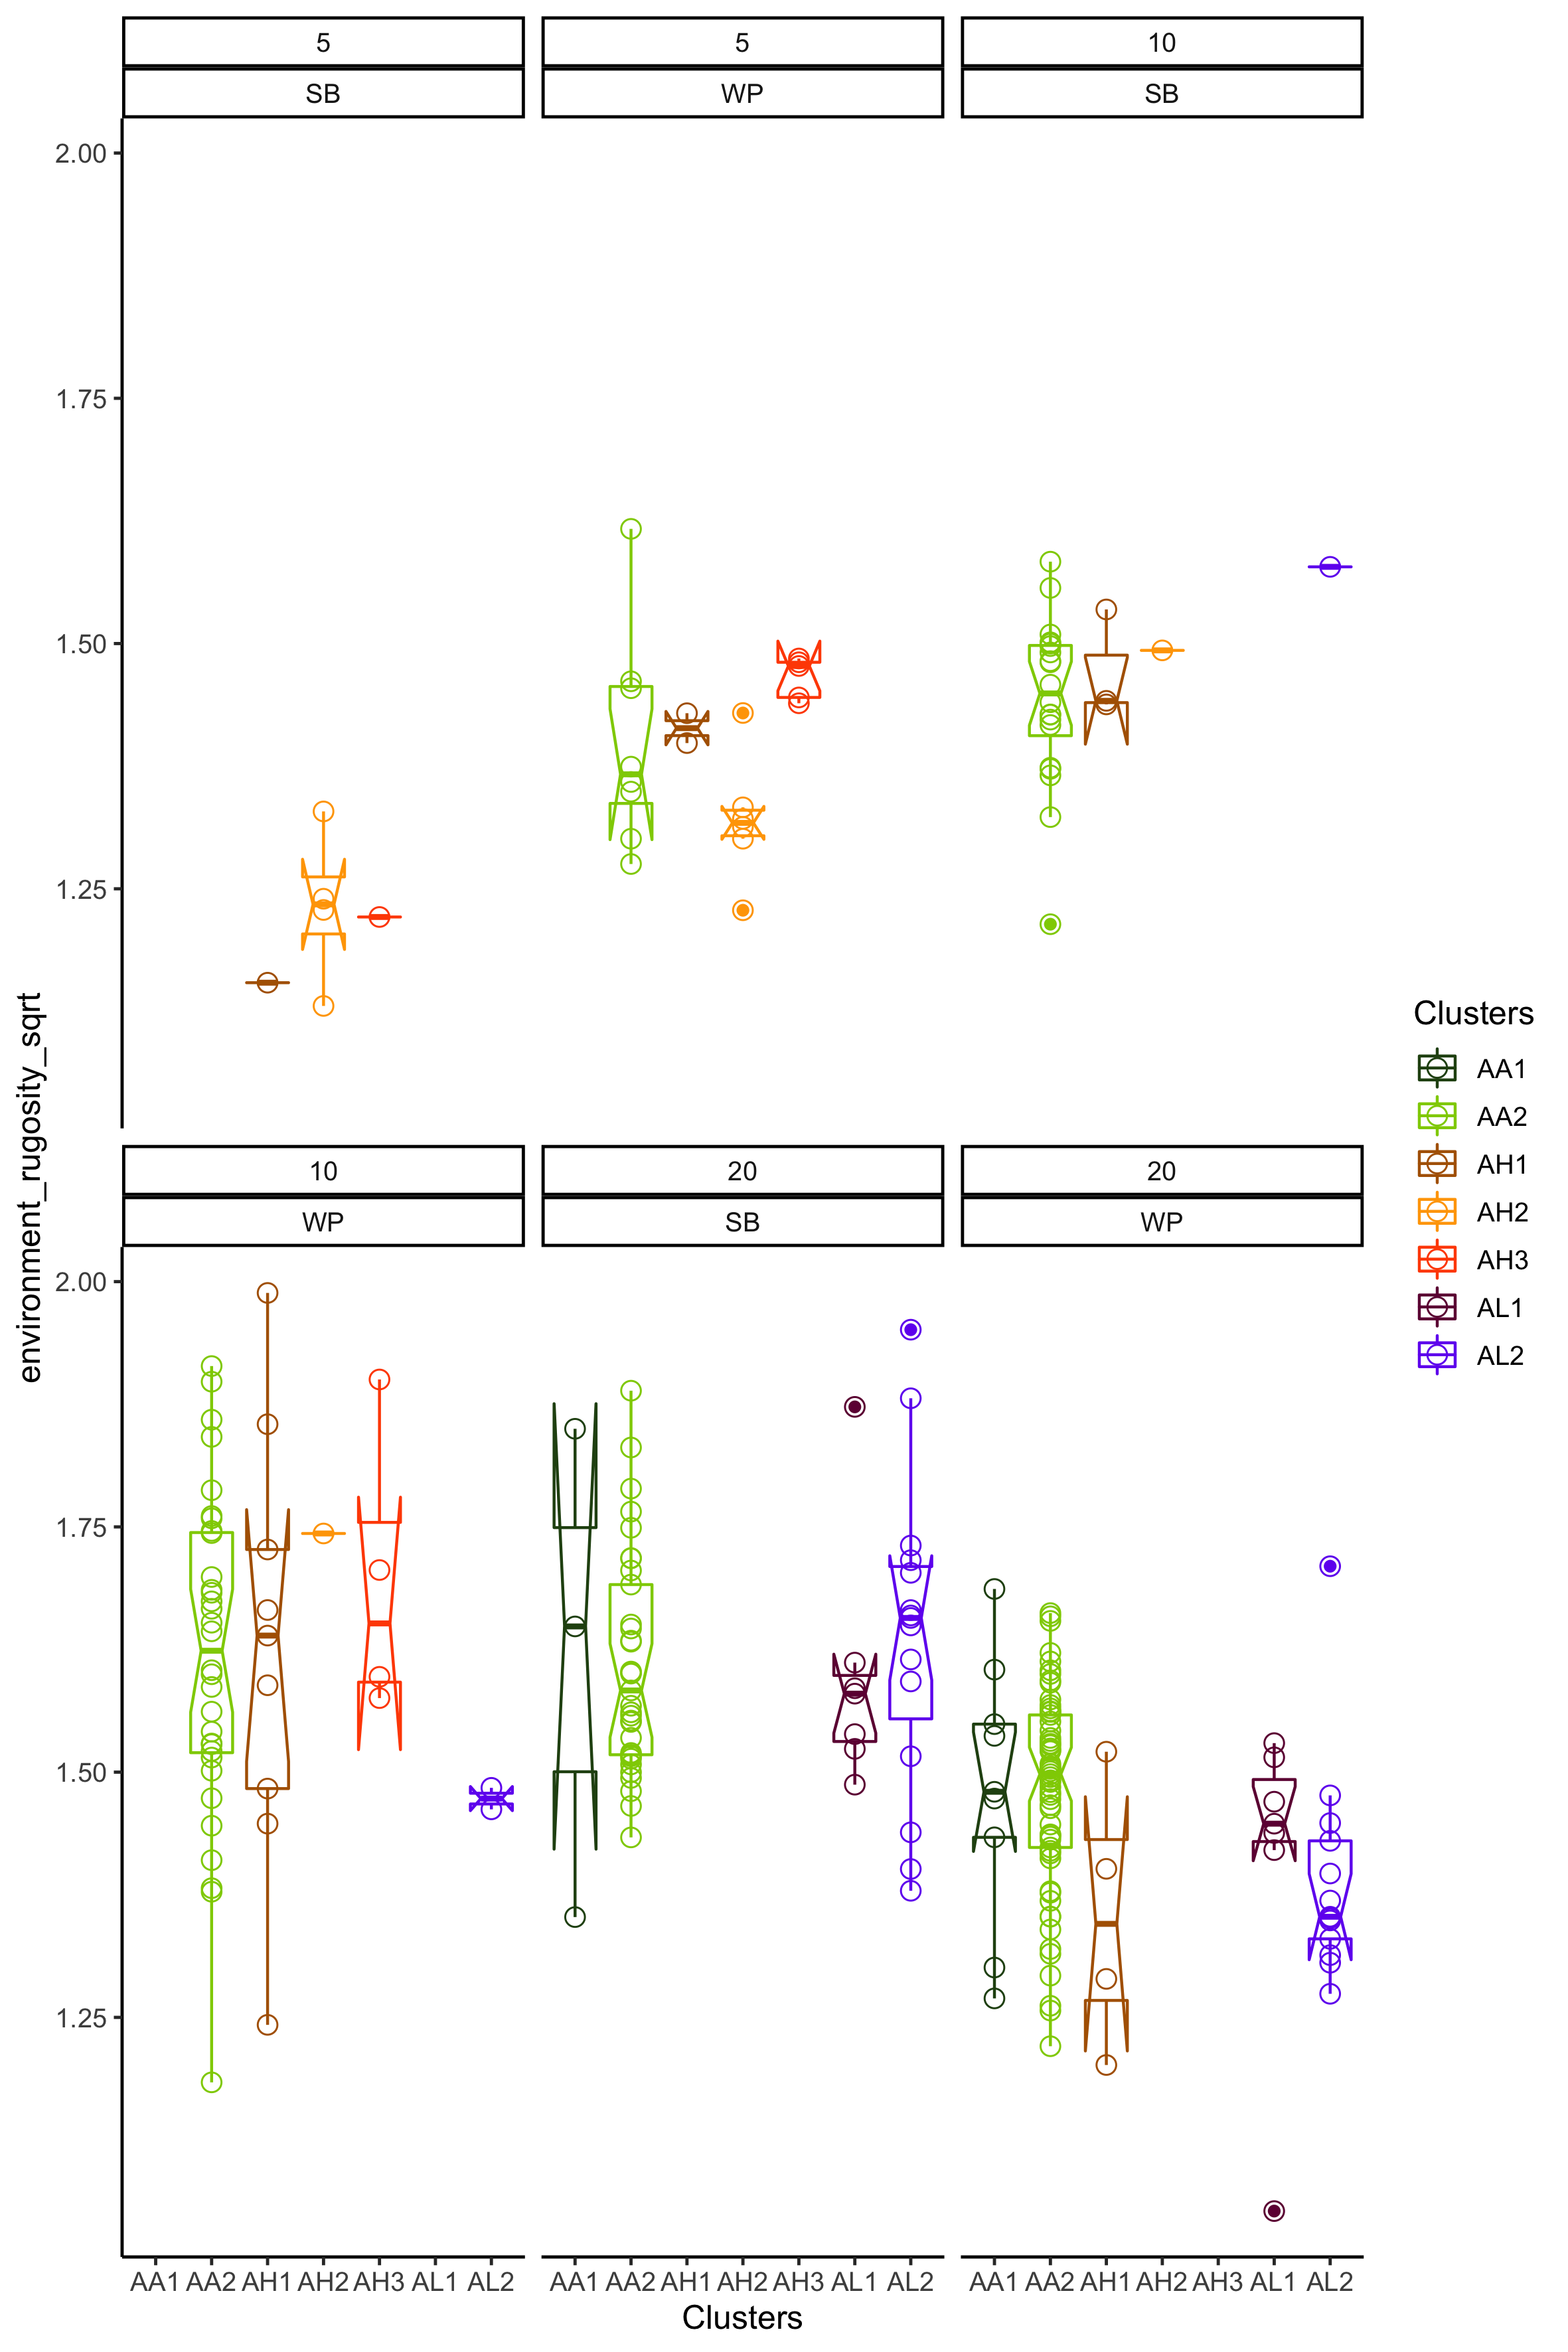 5 5 10
SB WP SB
2.00
1.75
1.50
1.25
environment_rugosity_sqrt
10 20 20
WP SB WP
2.00
1.75
1.50
1.25
AA1 AA2 AH1 AH2 AH3 AL1 AL2 AA1 AA2 AH1 AH2 AH3 AL1 AL2 AA1 AA2 AH1 AH2 AH3 AL1 AL2
Clusters
Clusters
AA1
AA2
AH1
AH2
AH3
AL1
AL2